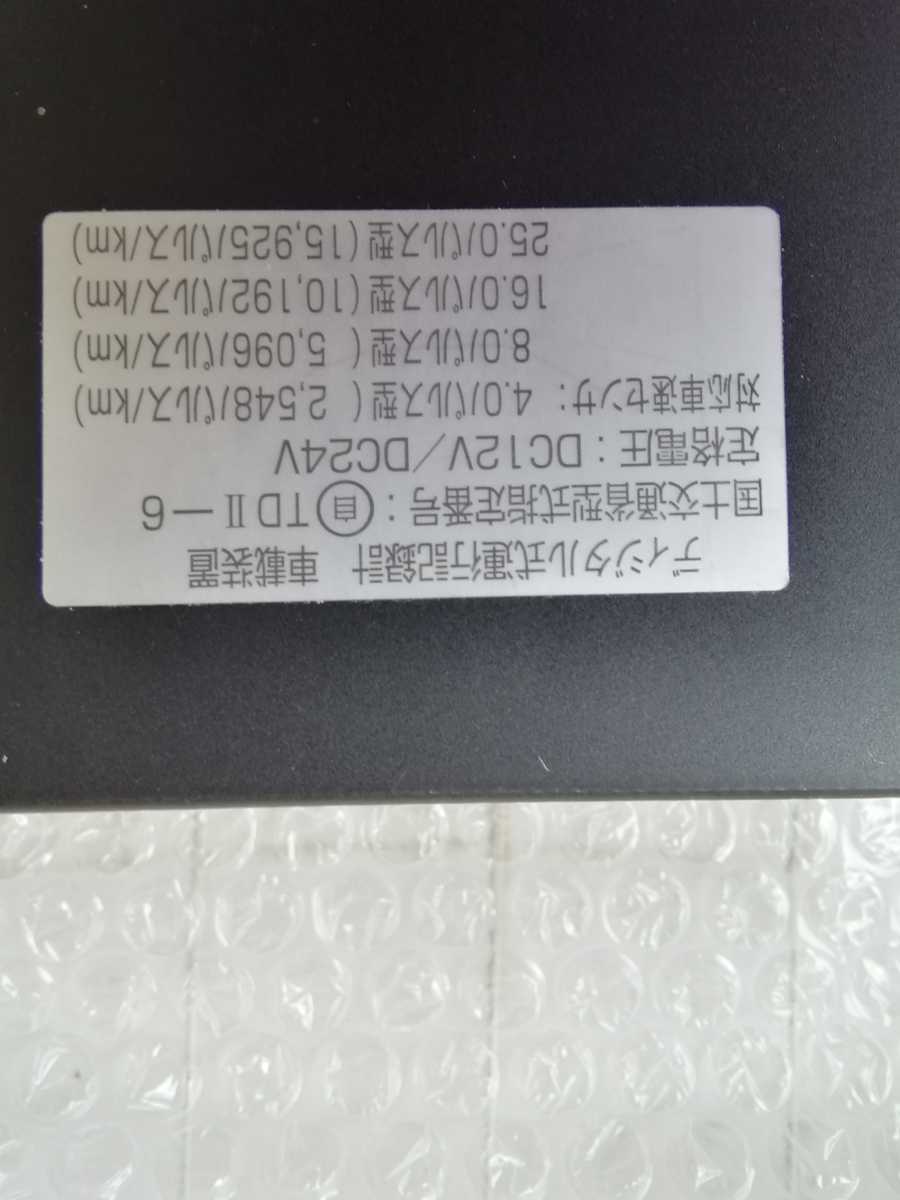 ディジタル式運行記録計 車載装置
国土交通省型式指定番号：㉂TDⅡ－6
定格電圧：DC12V／DC24V
対応車速センサ： 4.0パルス型（ 2,548パルス/km）
8.0パルス型（ 5,096パルス/km）
16.0パルス型（10,192パルス/km）
25.0パルス型（15,925パルス/km）